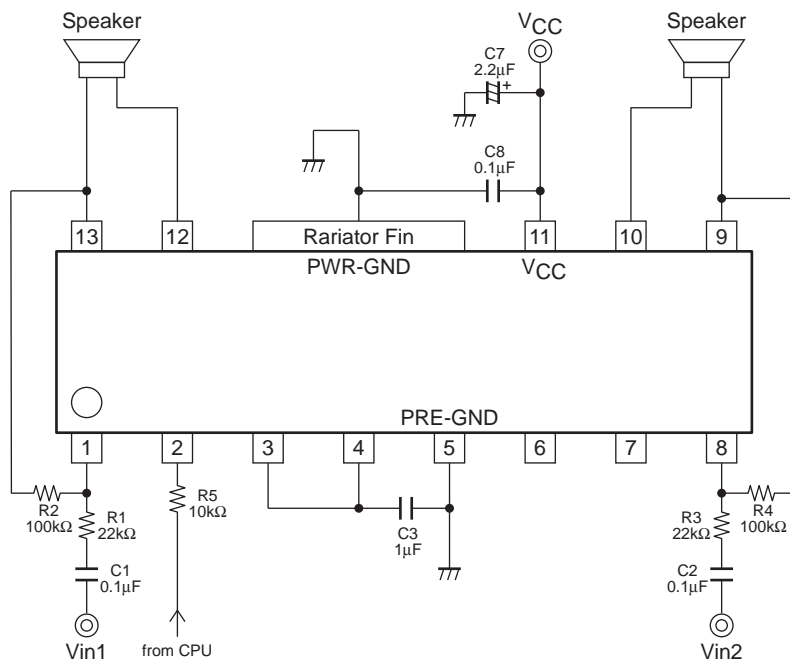 Speaker
VCC
Speaker
C7
2.2µF
+
C8
0.1µF
13
12
Rariator Fin
11
10
9
PWR-GND
VCC
PRE-GND
1
2
3
4
5
6
7
8
R2
100kΩ
R1
22kΩ
R5
10kΩ
C3
1µF
R3
22kΩ
R4
100kΩ
C1
0.1µF
C2
0.1µF
Vin1
from CPU
Vin2